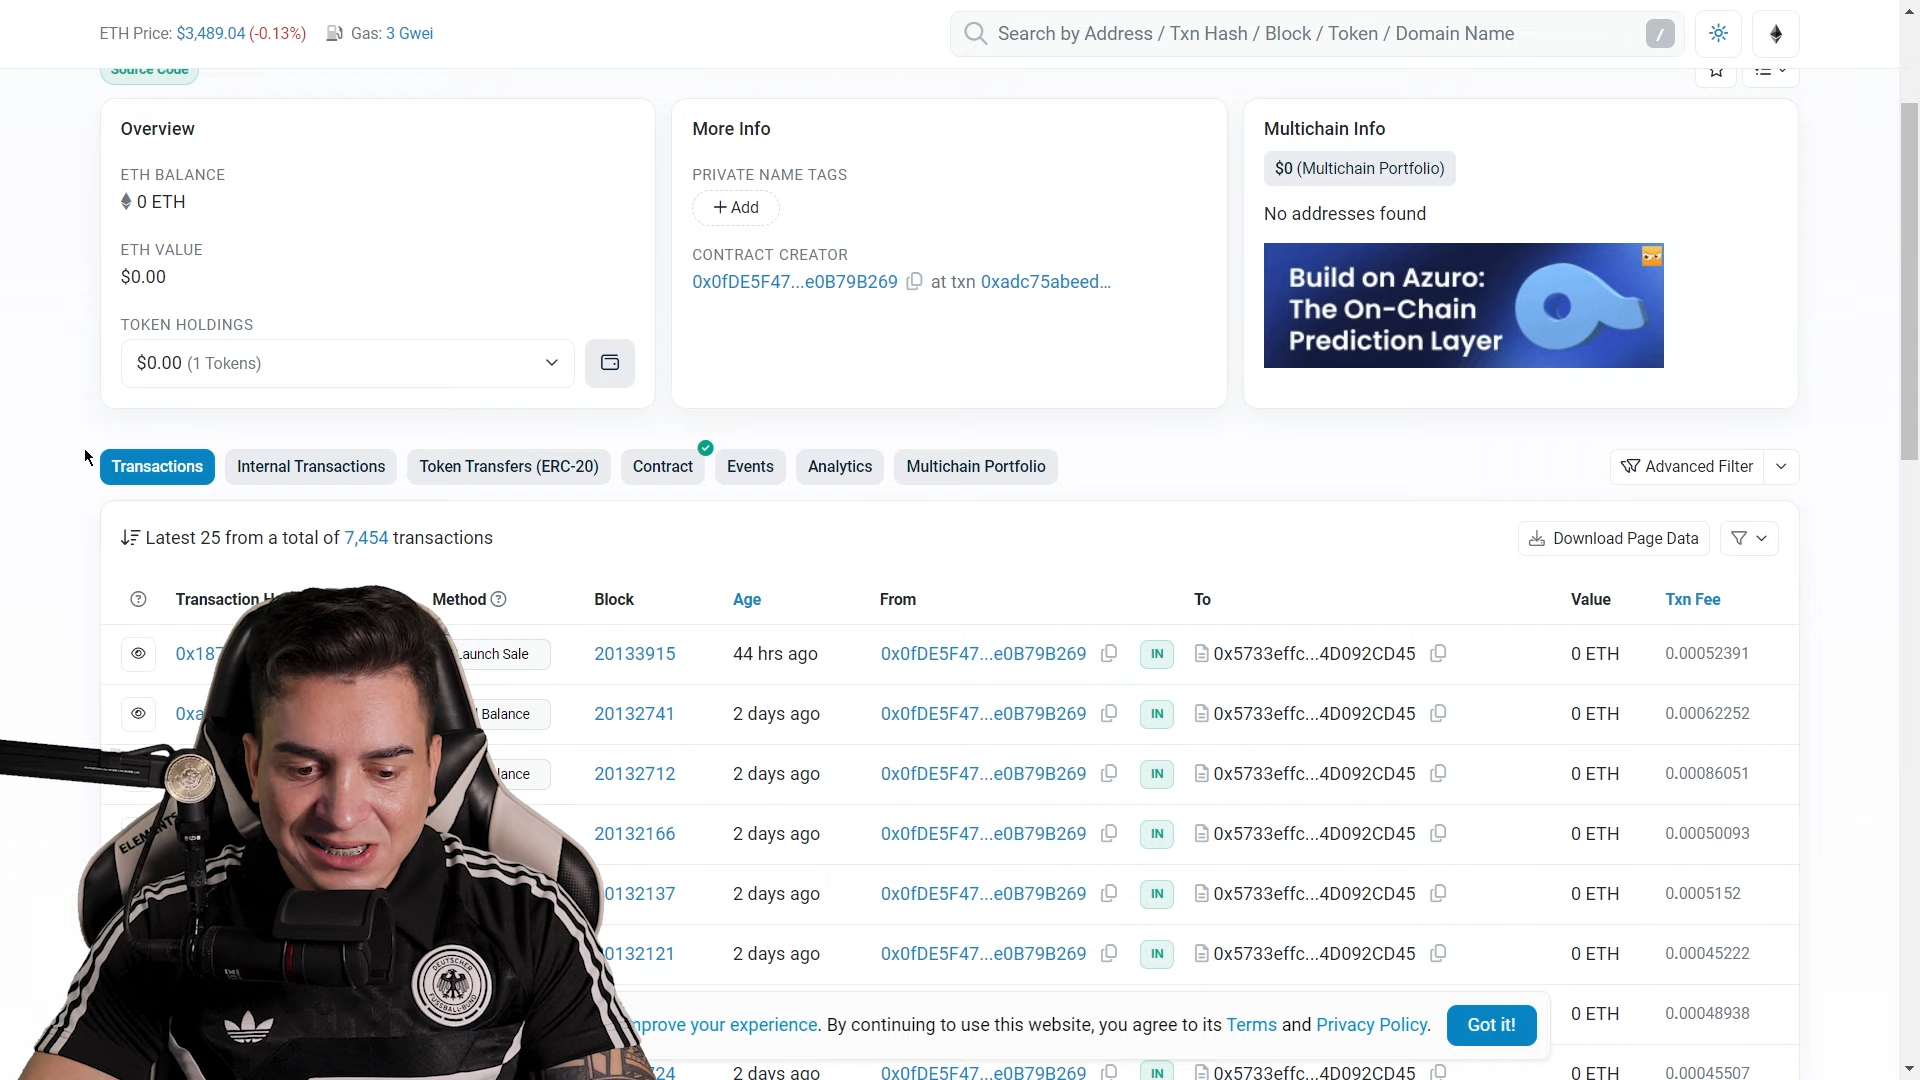 ETH Price: $3,489.04 (-0.13%) Gas: 3 Gwei
Search by Address / Txn Hash / Block / Token / Domain Name /
Source Code
Overview
ETH BALANCE
0 ETH
ETH VALUE
$0.00
TOKEN HOLDINGS
$0.00 (1 Tokens)
More Info
PRIVATE NAME TAGS
+ Add
CONTRACT CREATOR
0x0fDE5F47...e0B79B269 at txn 0xadc75abeed...
Multichain Info
$0 (Multichain Portfolio)
No addresses found
Build on Azuro:
The On-Chain
Prediction Layer
Transactions Internal Transactions Token Transfers (ERC-20) Contract Events Analytics Multichain Portfolio Advanced Filter
Latest 25 from a total of 7,454 transactions Download Page Data
Transaction Method Block Age From To Value Txn Fee
0x187 Launch Sale 20133915 44 hrs ago 0x0fDE5F47...e0B79B269 IN 0x5733effc...4D092CD45 0 ETH 0.00052391
0xa Balance 20132741 2 days ago 0x0fDE5F47...e0B79B269 IN 0x5733effc...4D092CD45 0 ETH 0.00062252
lance 20132712 2 days ago 0x0fDE5F47...e0B79B269 IN 0x5733effc...4D092CD45 0 ETH 0.00086051
20132166 2 days ago 0x0fDE5F47...e0B79B269 IN 0x5733effc...4D092CD45 0 ETH 0.00050093
0132137 2 days ago 0x0fDE5F47...e0B79B269 IN 0x5733effc...4D092CD45 0 ETH 0.0005152
0132121 2 days ago 0x0fDE5F47...e0B79B269 IN 0x5733effc...4D092CD45 0 ETH 0.00045222
0 ETH 0.00048938
mprove your experience. By continuing to use this website, you agree to its Terms and Privacy Policy. Got it!
24 2 days ago 0x0fDE5F47...e0B79B269 IN 0x5733effc...4D092CD45 0 ETH 0.00045507
ELEMENTS
DEUTSCHER
FUSSBALL-BUND
adidas